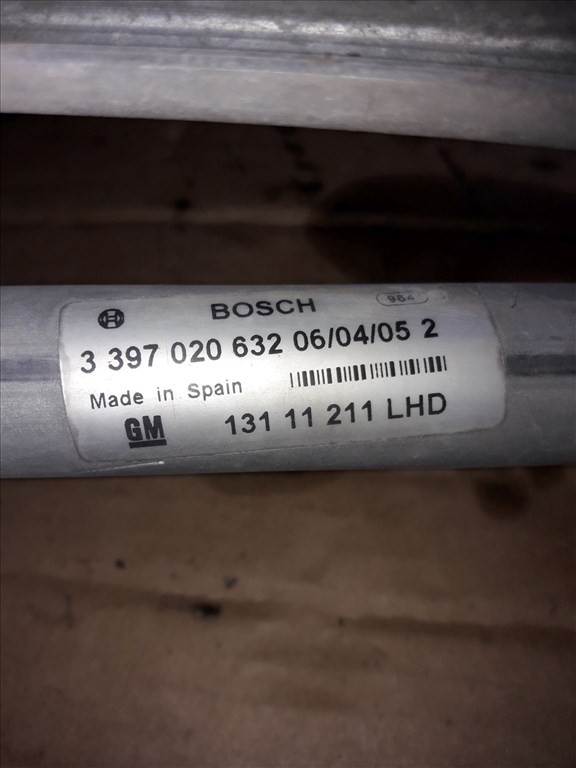 BOSCH 964
3 397 020 632 06/04/05 2
Made in Spain
GM 131 11 211 LHD